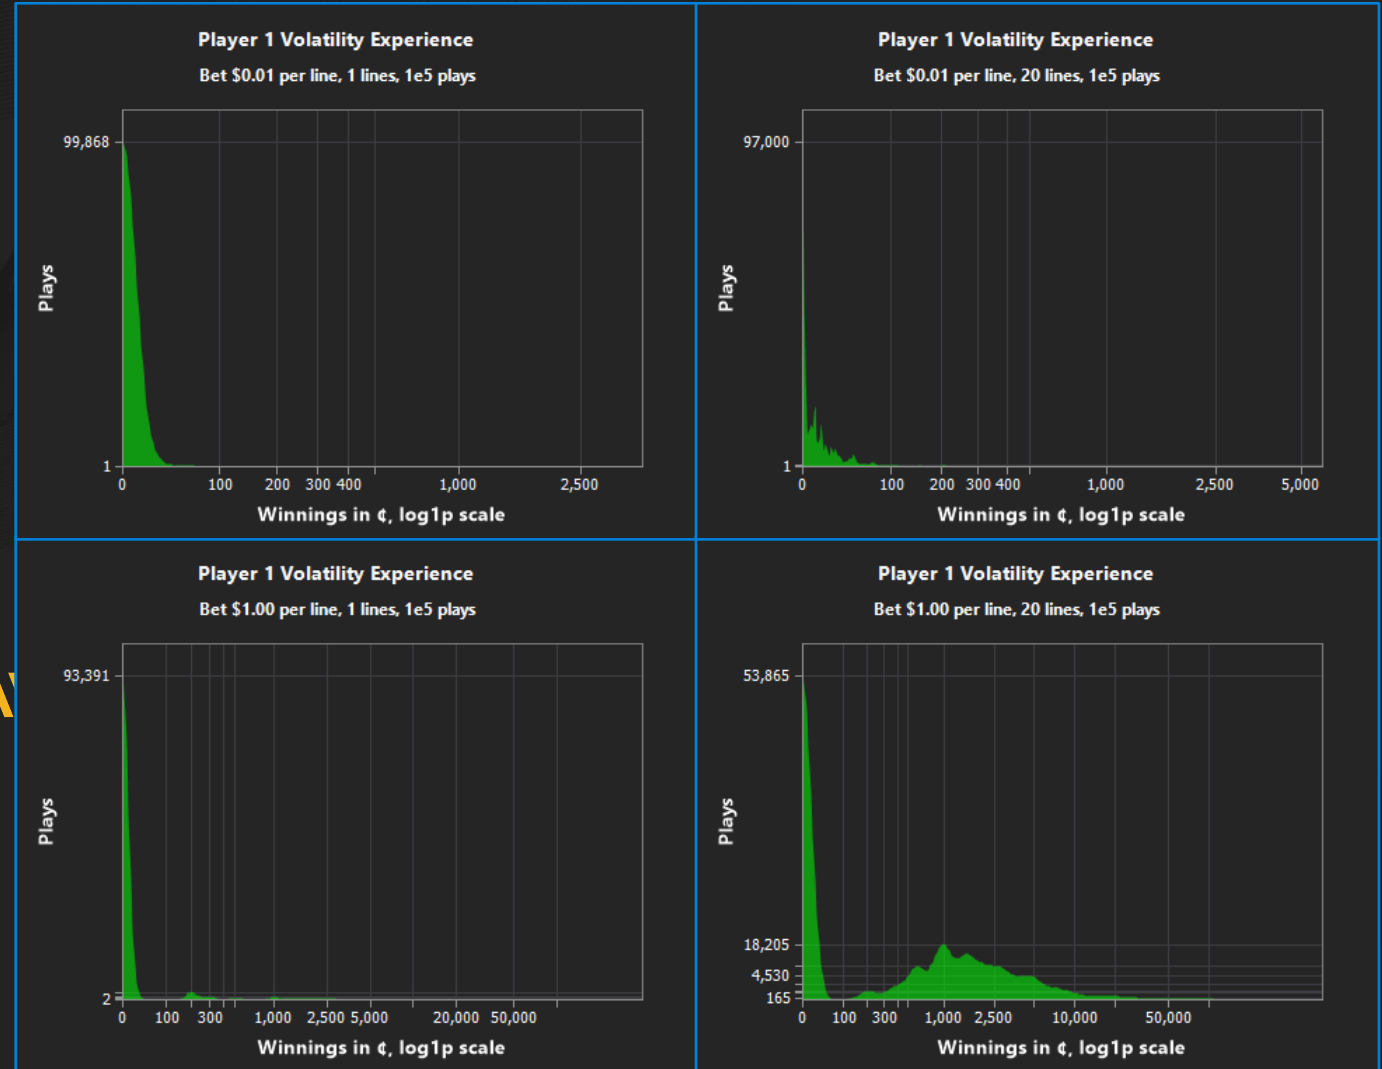 Player 1 Volatility Experience
Bet $0.01 per line, 1 lines, 1e5 plays
99,868
Plays
1
0 100 200 300 400 1,000 2,500
Winnings in ¢, log1p scale
Player 1 Volatility Experience
Bet $0.01 per line, 20 lines, 1e5 plays
97,000
Plays
1
0 100 200 300 400 1,000 2,500 5,000
Winnings in ¢, log1p scale
Player 1 Volatility Experience
Bet $1.00 per line, 1 lines, 1e5 plays
93,391
Plays
2
0 100 300 1,000 2,500 5,000 20,000 50,000
Winnings in ¢, log1p scale
Player 1 Volatility Experience
Bet $1.00 per line, 20 lines, 1e5 plays
53,865
Plays
18,205
4,530
165
0 100 300 1,000 2,500 10,000 50,000
Winnings in ¢, log1p scale